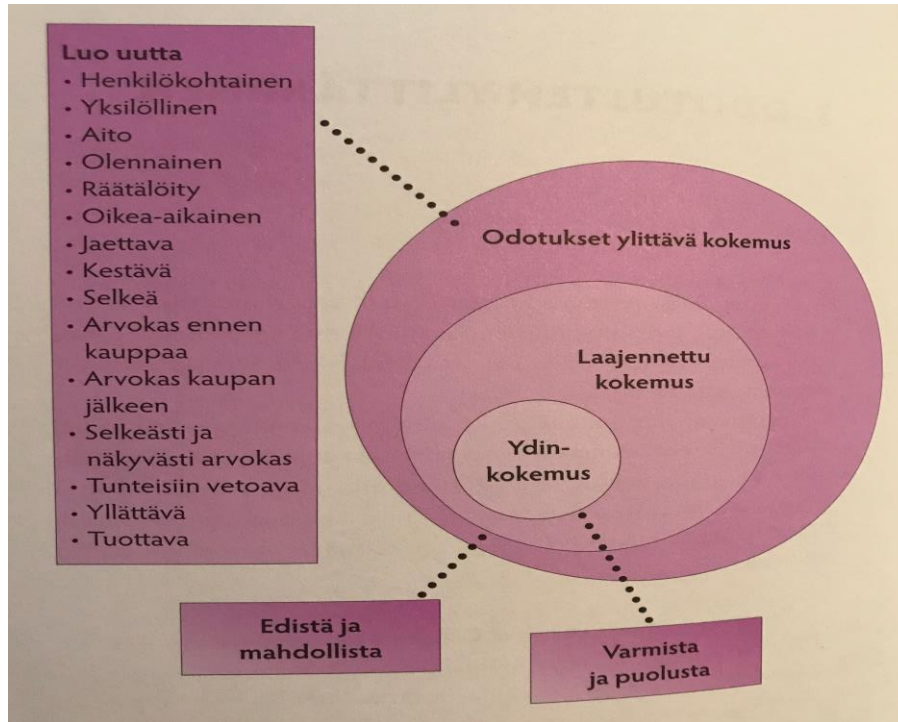 Luo uutta
• Henkilökohtainen
• Yksilöllinen
• Aito
• Olennainen
• Räätälöity
• Oikea-aikainen
• Jaettava
• Kestävä
• Selkeä
• Arvokas ennen
kauppaa
• Arvokas kaupan
jälkeen
• Selkeästi ja
näkyvästi arvokas
• Tunteisiin vetoava
• Yllättävä
• Tuottava
Odotukset ylittävä kokemus
Laajennettu
kokemus
Ydin-
kokemus
Edistä ja
mahdollista
Varmista
ja puolusta